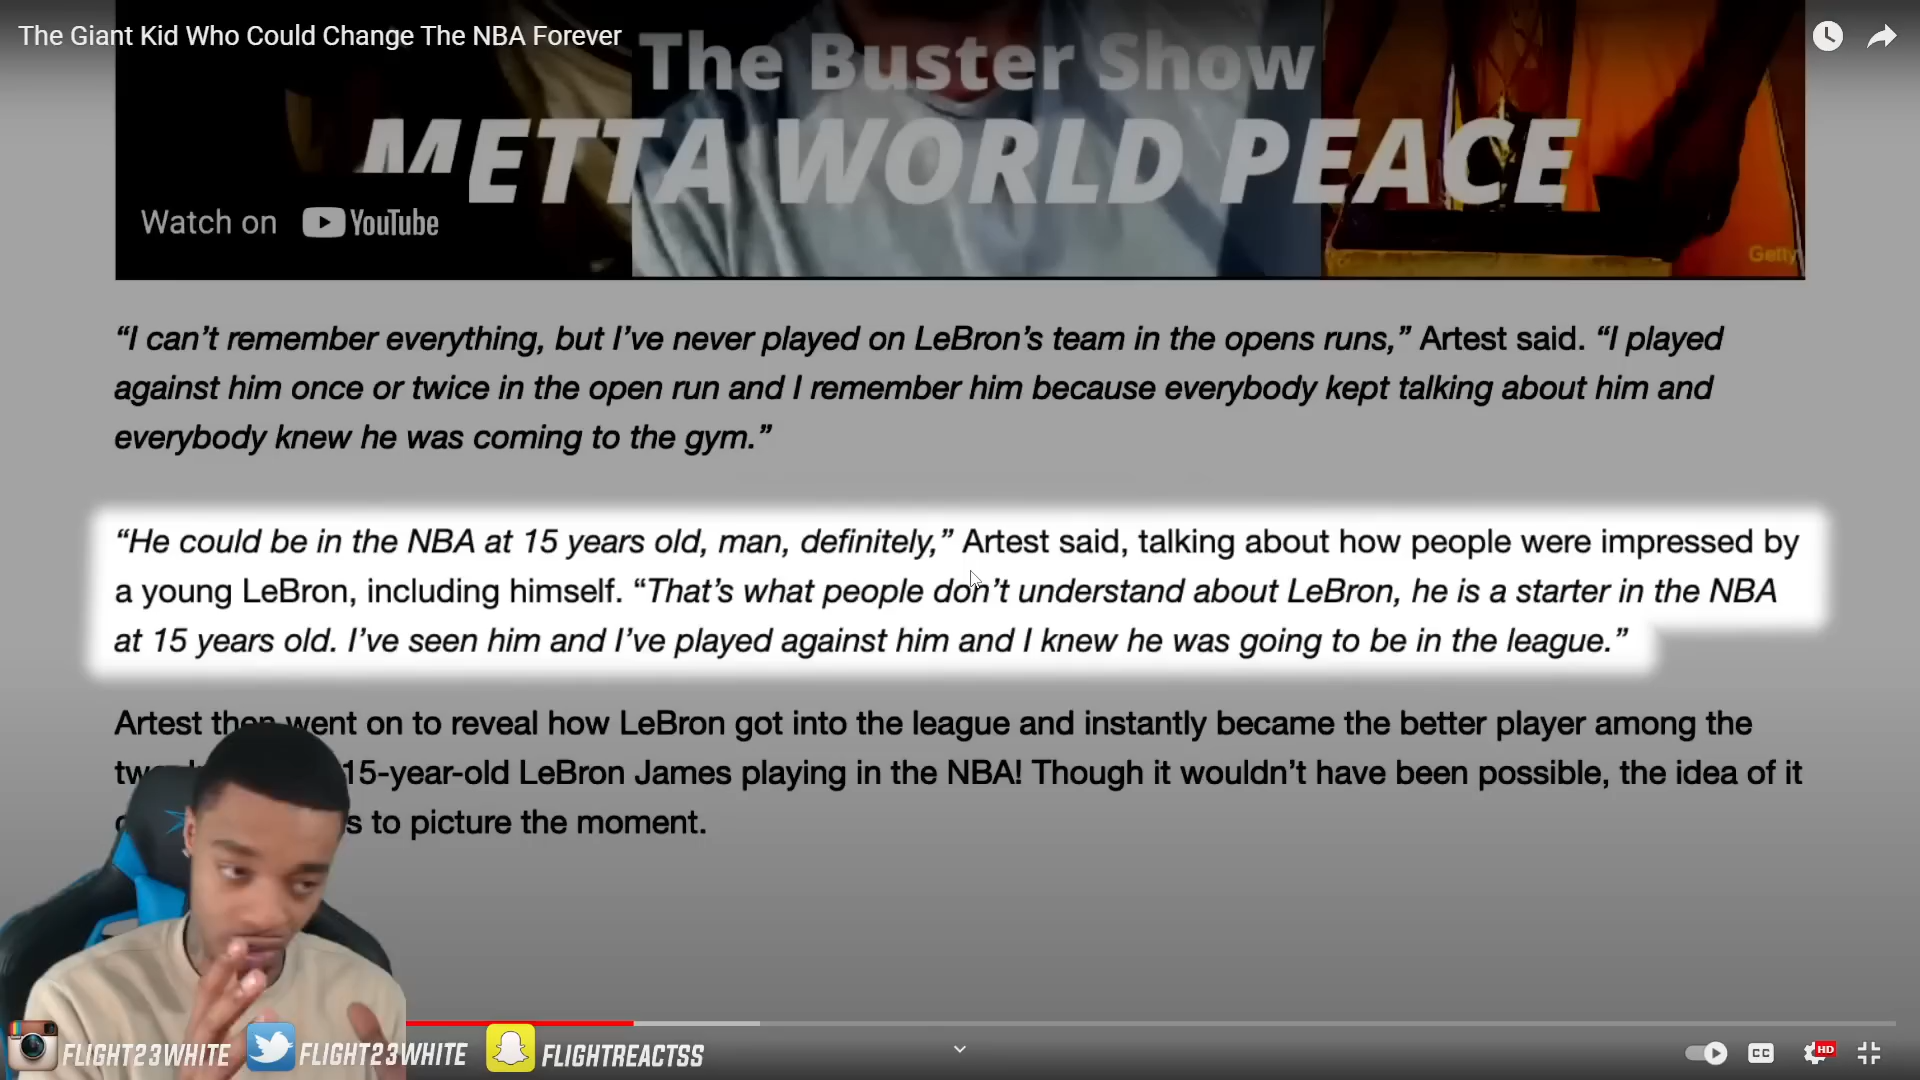 The Giant Kid Who Could Change The NBA Forever
The Buster Show
METTA WORLD PEACE
Watch on YouTube
Getty
“I can’t remember everything, but I’ve never played on LeBron’s team in the opens runs,” Artest said. “I played
against him once or twice in the open run and I remember him because everybody kept talking about him and
everybody knew he was coming to the gym.”
“He could be in the NBA at 15 years old, man, definitely,” Artest said, talking about how people were impressed by
a young LeBron, including himself. “That’s what people don’t understand about LeBron, he is a starter in the NBA
at 15 years old. I’ve seen him and I’ve played against him and I knew he was going to be in the league.”
Artest then went on to reveal how LeBron got into the league and instantly became the better player among the
15-year-old LeBron James playing in the NBA! Though it wouldn’t have been possible, the idea of it
to picture the moment.
FLIGHT23WHITE FLIGHT23WHITE FLIGHTREACTSS
CC HD